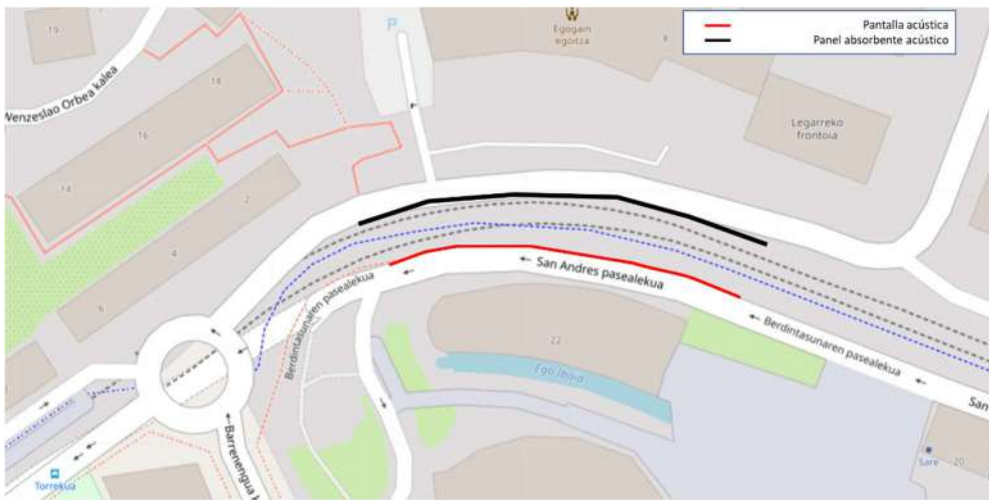 Pantalla acústica
Panel absorbente acústico
19
P
Egogain
egoitza
8
Wenzeslao Orbea kalea
18
16
14
Legarreko
frontoia
2
4
6
San Andres pasealekua
Berdintasunaren pasealekua
Berdintasunaren pasealekua
22
Ego Ibaia
San
Barrenengua k
Torrekua
Sare
20